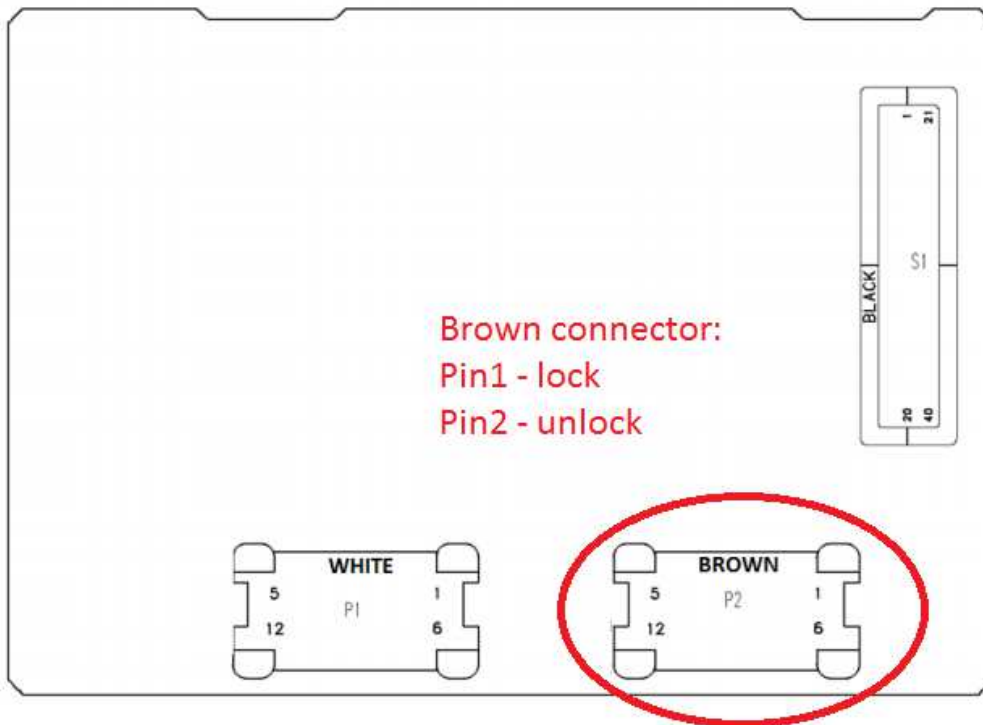 1 21
S1
BLACK
20 40
Brown connector:
Pin1 - lock
Pin2 - unlock
WHITE
5 P1 1
12 6
BROWN
5 P2 1
12 6